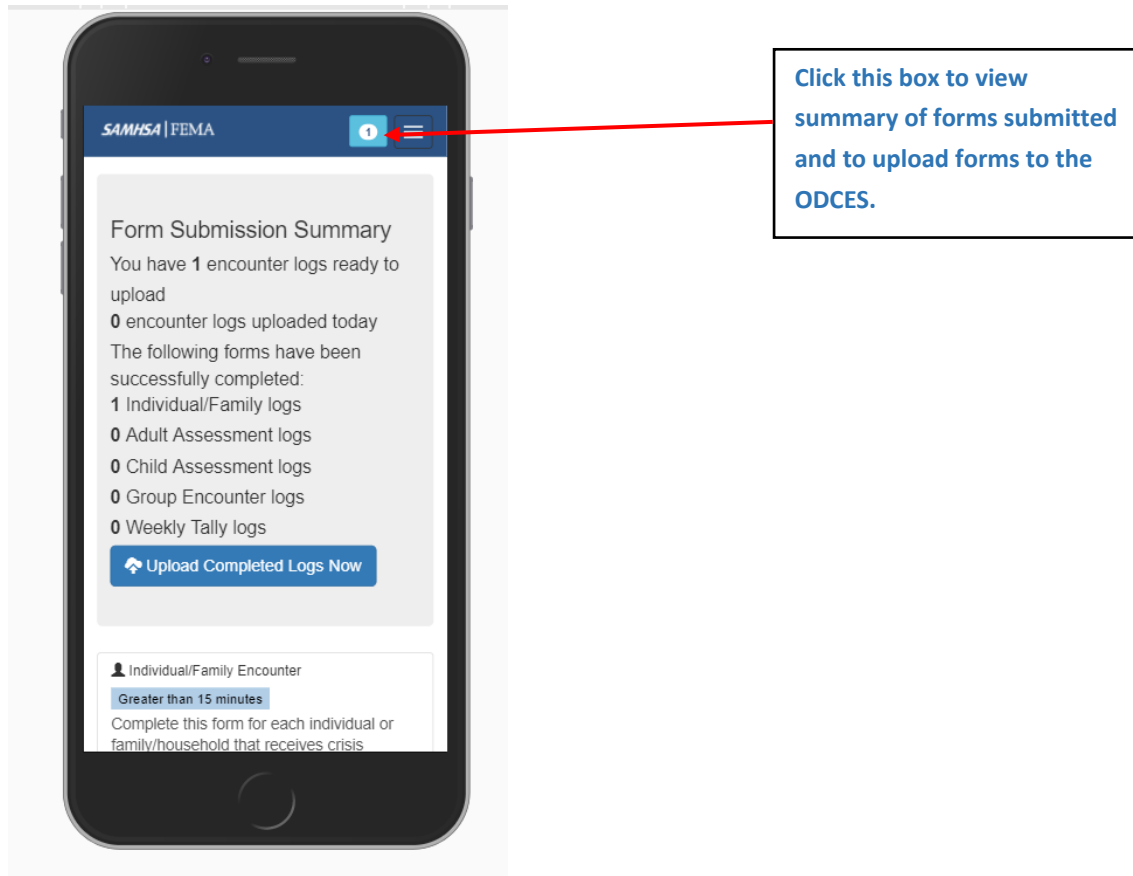 SAMHSA | FEMA
1
Form Submission Summary
You have 1 encounter logs ready to
upload
0 encounter logs uploaded today
The following forms have been
successfully completed:
1 Individual/Family logs
0 Adult Assessment logs
0 Child Assessment logs
0 Group Encounter logs
0 Weekly Tally logs
Upload Completed Logs Now
Individual/Family Encounter
Greater than 15 minutes
Complete this form for each individual or
family/household that receives crisis
Click this box to view
summary of forms submitted
and to upload forms to the
ODCES.